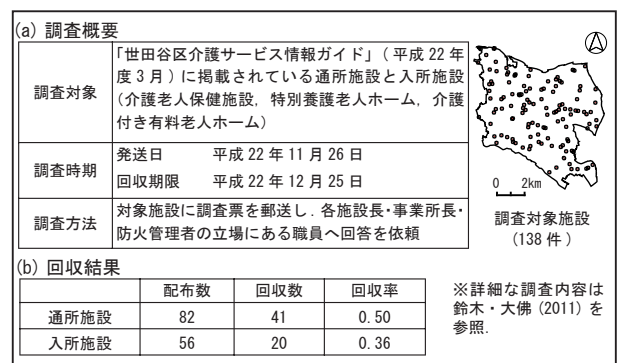 (a) 調査概要
調査対象
「世田谷区介護サービス情報ガイド」(平成 22 年
度 3 月) に掲載されている通所施設と入所施設
(介護老人保健施設, 特別養護老人ホーム, 介護
付き有料老人ホーム)
調査時期
発送日 平成 22 年 11 月 26 日
回収期限 平成 22 年 12 月 25 日
調査方法
対象施設に調査票を郵送し.各施設長・事業所長・
防火管理者の立場にある職員へ回答を依頼
0 2km
調査対象施設
(138 件)
(b) 回収結果
配布数 回収数 回収率
通所施設 82 41 0.50
入所施設 56 20 0.36
※詳細な調査内容は
鈴木・大佛 (2011) を
参照.